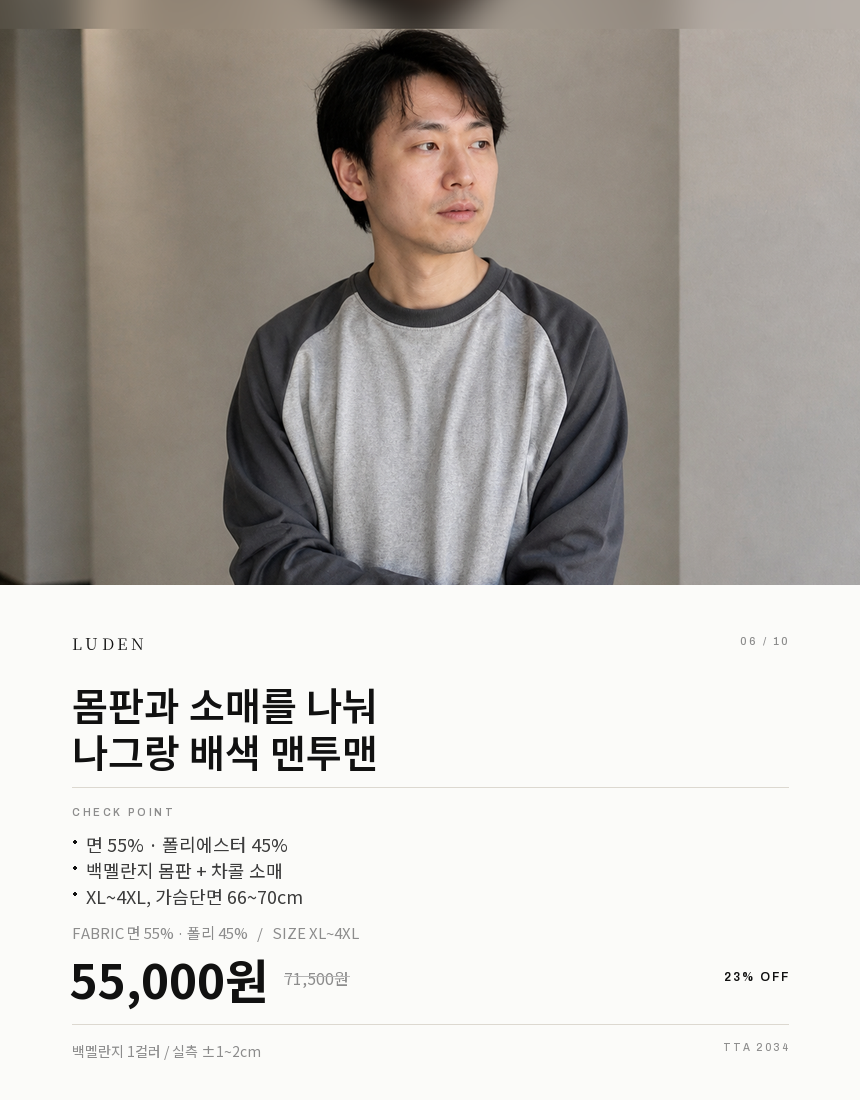 LUDEN
06 / 10
몸판과 소매를 나눠
나그랑 배색 맨투맨
CHECK POINT
• 면 55% · 폴리에스터 45%
• 백멜란지 몸판 + 차콜 소매
• XL~4XL, 가슴단면 66~70cm
FABRIC 면 55% · 폴리 45% / SIZE XL~4XL
55,000원 71,500원
23% OFF
백멜란지 1컬러 / 실측 ±1~2cm
TTA 2034